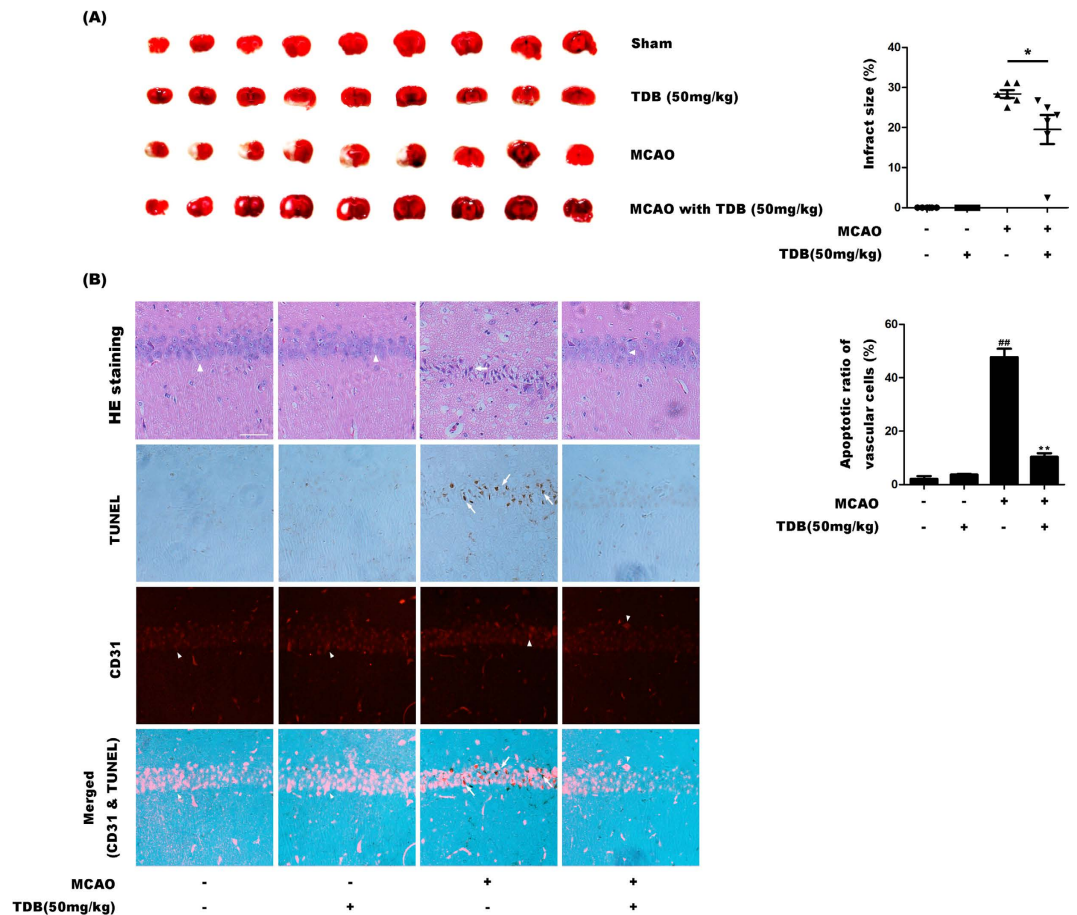 (A)
Sham
TDB (50mg/kg)
MCAO
MCAO with TDB (50mg/kg)
Infract size (%)
40
30
20
10
0
*
MCAO - - + +
TDB(50mg/kg) - + - +
(B)
HE staining
TUNEL
CD31
Merged
(CD31 & TUNEL)
MCAO - - + +
TDB(50mg/kg) - + - +
Apoptotic ratio of
vascular cells (%)
60
40
20
0
##
**
MCAO - - + +
TDB(50mg/kg) - + - +